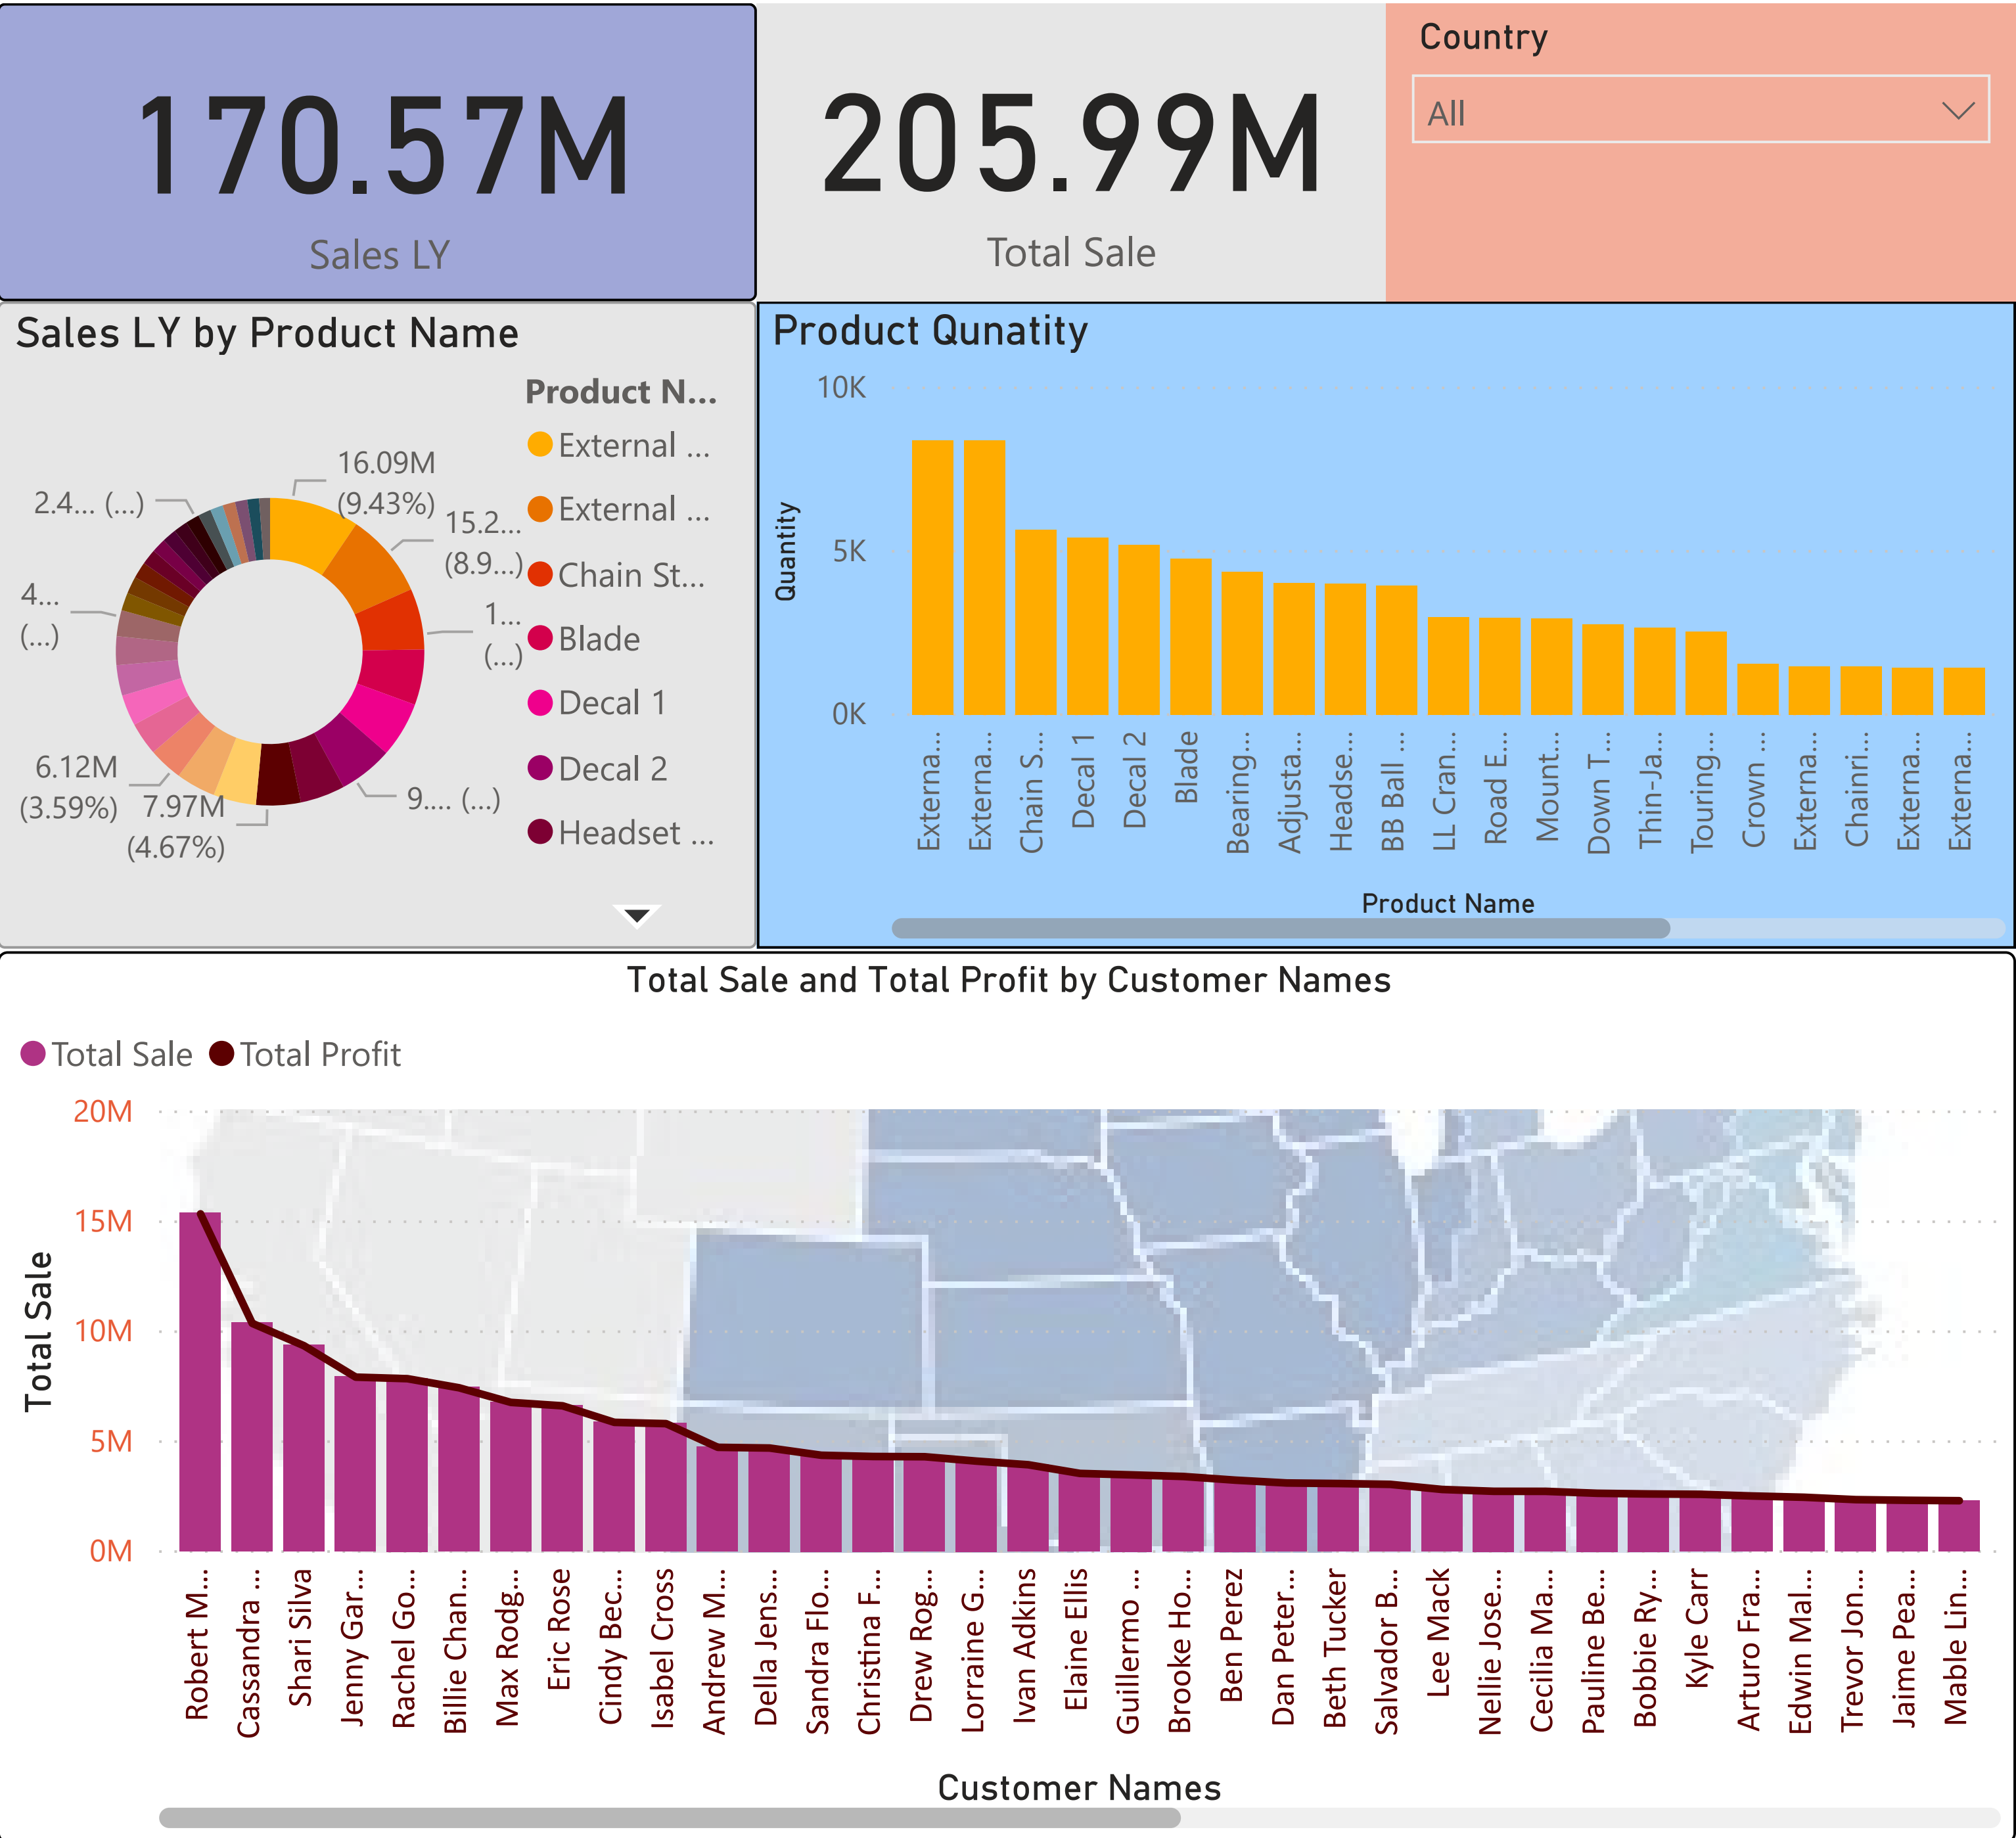 170.57M
Sales LY
205.99M
Total Sale
Country
All
Sales LY by Product Name
Product N...
External ...
External ...
Chain St...
Blade
Decal 1
Decal 2
Headset ...
16.09M
(9.43%)
15.2...
(8.9...)
1...
(...)
9.... (...)
7.97M
(4.67%)
6.12M
(3.59%)
4...
(...)
2.4... (...)
Product Qunatity
Quantity
10K
5K
0K
Externa...
Externa...
Chain S...
Decal 1
Decal 2
Blade
Bearing...
Adjusta...
Headse...
BB Ball ...
LL Cran...
Road E...
Mount...
Down T...
Thin-Ja...
Touring...
Crown ...
Externa...
Chainri...
Externa...
Externa...
Product Name
Total Sale and Total Profit by Customer Names
Total Sale
Total Profit
Total Sale
20M
15M
10M
5M
0M
Robert M...
Cassandra ...
Shari Silva
Jenny Gar...
Rachel Go...
Billie Chan...
Max Rodg...
Eric Rose
Cindy Bec...
Isabel Cross
Andrew M...
Della Jens...
Sandra Flo...
Christina F...
Drew Rog...
Lorraine G...
Ivan Adkins
Elaine Ellis
Guillermo ...
Brooke Ho...
Ben Perez
Dan Peter...
Beth Tucker
Salvador B...
Lee Mack
Nellie Jose...
Cecilia Ma...
Pauline Be...
Bobbie Ry...
Kyle Carr
Arturo Fra...
Edwin Mal...
Trevor Jon...
Jaime Pea...
Mable Lin...
Customer Names